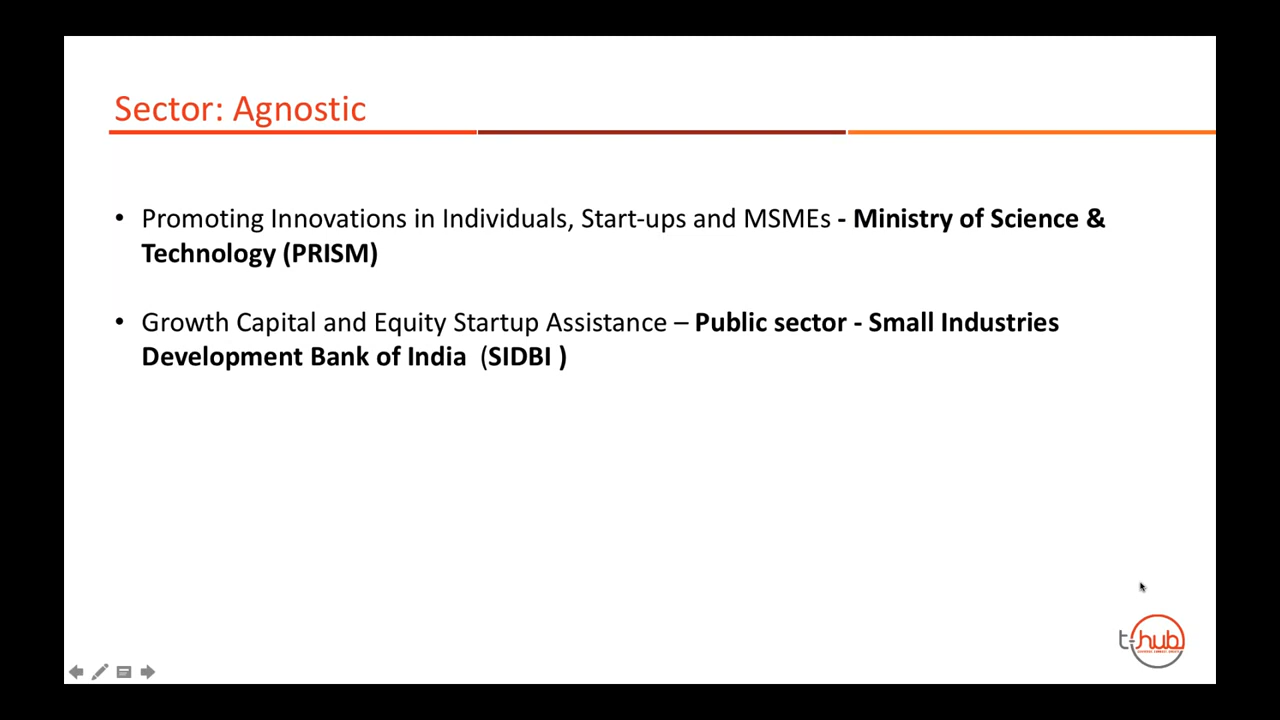 Sector: Agnostic
• Promoting Innovations in Individuals, Start-ups and MSMEs - Ministry of Science &
Technology (PRISM)
• Growth Capital and Equity Startup Assistance – Public sector - Small Industries
Development Bank of India (SIDBI )
t-hub